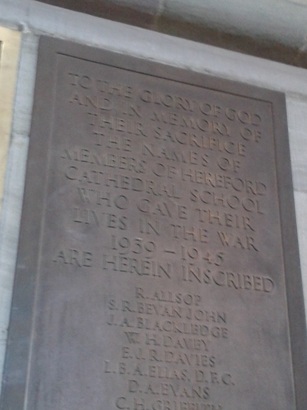 TO THE GLORY OF GOD
AND IN MEMORY OF
THEIR SACRIFICE
THE NAMES OF
MEMBERS OF HEREFORD
CATHEDRAL SCHOOL
WHO GAVE THEIR
LIVES IN THE WAR
1939 – 1945
ARE HEREIN INSCRIBED
R. ALLSOP
S. R. BEVAN JOHN
J. A. BLACKLEDGE
W. H. DAVEY
E. J. R. DAVIES
L. B. A. ELIAS, D.F.C.
D. A. EVANS
C. H.